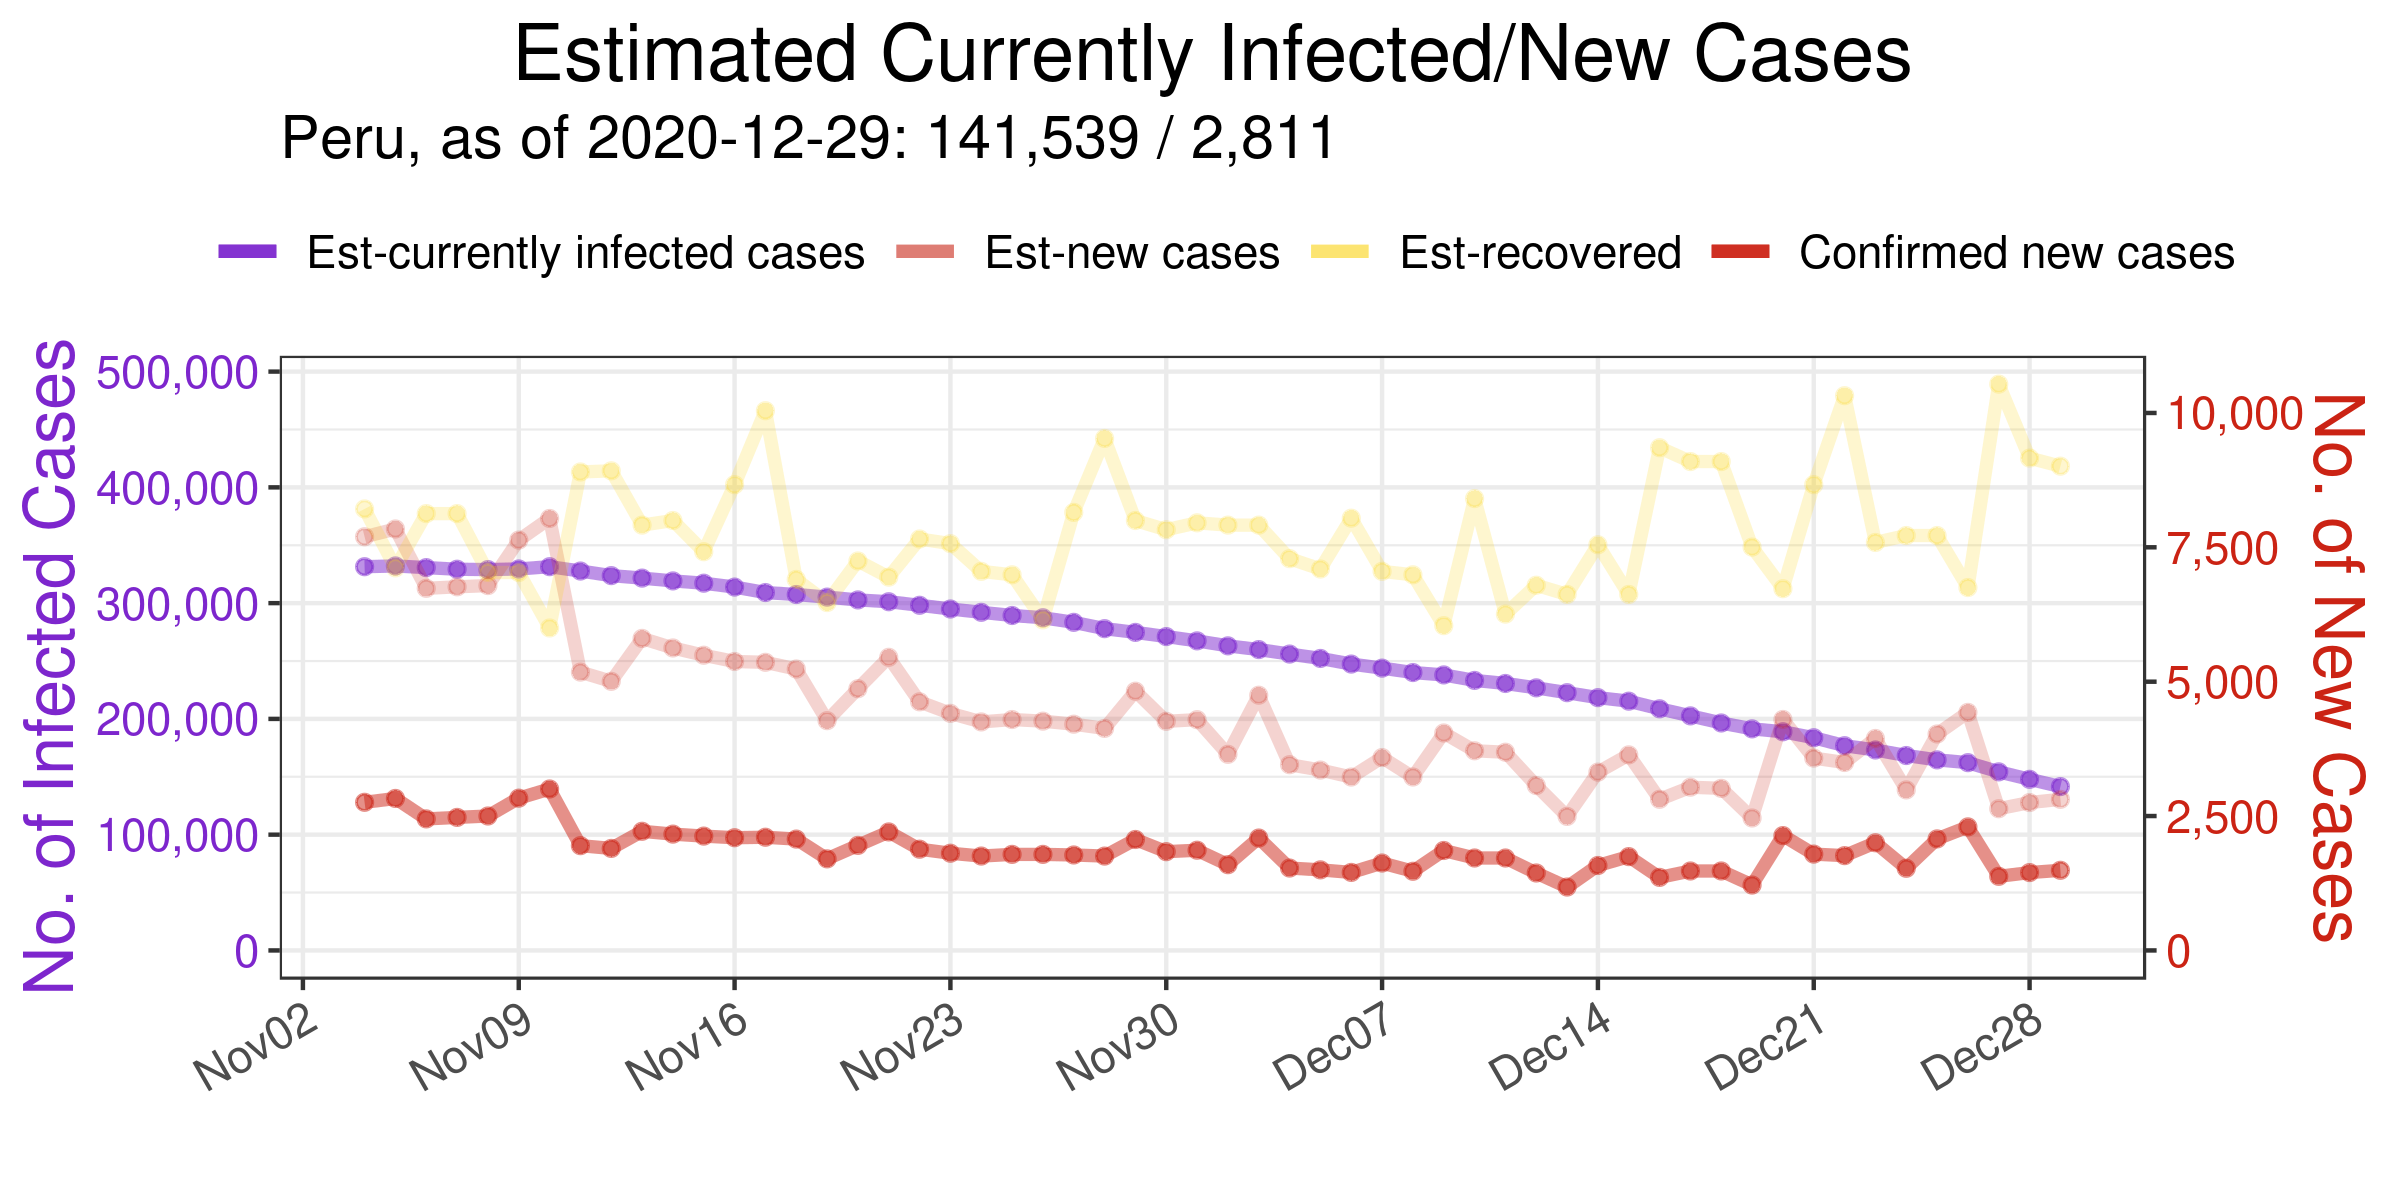 Estimated Currently Infected/New Cases
Peru, as of 2020-12-29: 141,539 / 2,811
Est-currently infected cases Est-new cases Est-recovered Confirmed new cases
No. of Infected Cases
500,000
400,000
300,000
200,000
100,000
0
10,000
7,500
5,000
2,500
0
No. of New Cases
Nov02 Nov09 Nov16 Nov23 Nov30 Dec07 Dec14 Dec21 Dec28